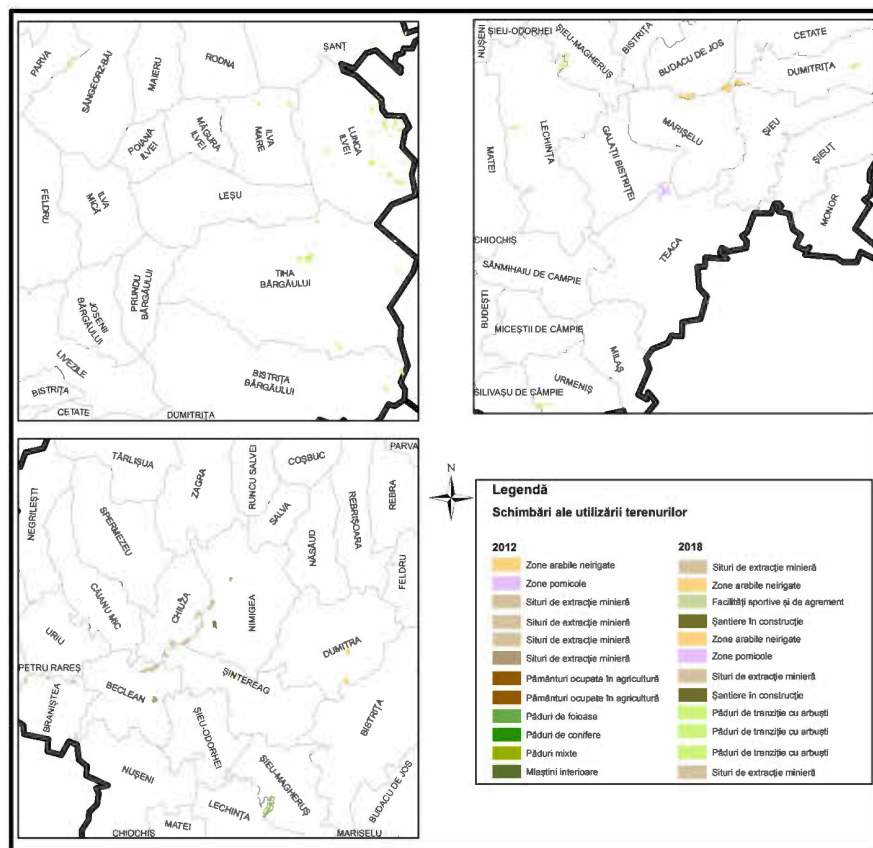 ȘANȚ
RODNA
PARVA
SÂNGEORZ-BĂI
MAIERU
POIANA
ILVEI
MĂGURA
ILVEI
ILVA
MARE
LUNCA
ILVEI
FELDRU
ILVA
MICĂ
LEȘU
TIHA
BÂRGĂULUI
PRUNDU
BÂRGĂULUI
JOSENII
BÂRGĂULUI
LIVEZILE
BISTRIȚA
BISTRIȚA
BÂRGĂULUI
CETATE
DUMITRIȚA
NUȘENI
ȘIEU-ODORHEI
ȘIEU-MAGHERUȘ
BISTRIȚA
BUDACU DE JOS
CETATE
DUMITRIȚA
MATEI
LECHINȚA
GALAȚII BISTRIȚEI
MARIȘELU
ȘIEU
ȘIEUȚ
MONOR
CHIOCHIȘ
TEACA
SÂNMIHAIU DE CAMPIE
BUDEȘTI
MICEȘTII DE CÂMPIE
MILAȘ
URMENIȘ
SILIVAȘU DE CÂMPIE
TÂRLIȘUA
ZAGRA
RUNCU SALVEI
COȘBUC
PARVA
NEGRILEȘTI
SPERMEZEU
SALVA
NĂSĂUD
REBRIȘOARA
REBRA
FELDRU
CĂIANU MIC
CHIUZA
NIMIGEA
URIU
DUMITRA
PETRU RAREȘ
ȘINTEREAG
BRANIȘTEA
BECLEAN
ȘIEU-ODORHEI
BISTRIȚA
NUȘENI
ȘIEU-MAGHERUȘ
LECHINȚA
BUDACU DE JOS
MATEI
CHIOCHIȘ
MARIȘELU
N
Legendă
Schimbări ale utilizării terenurilor
2012
Zone arabile neirigate
Zone pomicole
Situri de extracție minieră
Situri de extracție minieră
Situri de extracție minieră
Situri de extracție minieră
Pământuri ocupate în agricultură
Pământuri ocupate în agricultură
Păduri de foioase
Păduri de conifere
Păduri mixte
Mlaștini interioare
2018
Situri de extracție minieră
Zone arabile neirigate
Facilități sportive și de agrement
Șantiere în construcție
Zone arabile neirigate
Zone pomicole
Situri de extracție minieră
Șantiere în construcție
Păduri de tranziție cu arbuști
Păduri de tranziție cu arbuști
Păduri de tranziție cu arbuști
Situri de extracție minieră